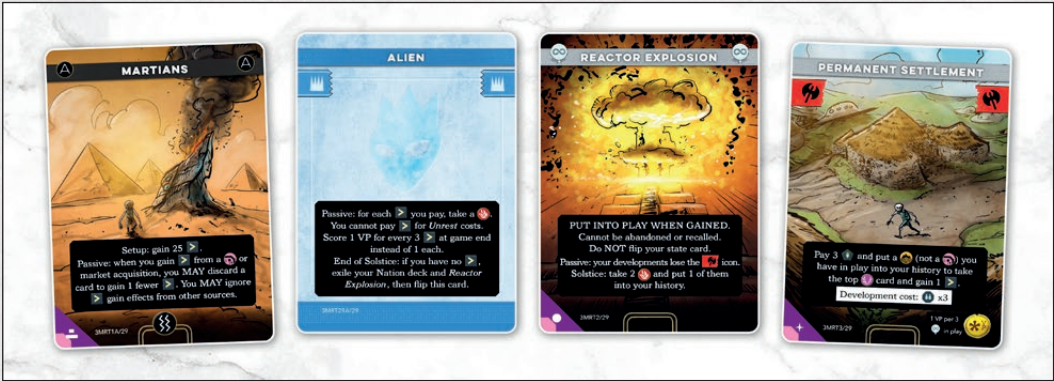 MARTIANS
Setup: gain 25 .
Passive: when you gain from a or
market acquisition, you MAY discard a
card to gain 1 fewer . You MAY ignore
gain effects from other sources.
3MRT1A/29
ALIEN
Passive: for each you pay, take a .
You cannot pay for Unrest costs.
Score 1 VP for every 3 at game end
instead of 1 each.
End of Solstice: if you have no ,
exile your Nation deck and Reactor
Explosion, then flip this card.
REACTOR EXPLOSION
PUT INTO PLAY WHEN GAINED.
Cannot be abandoned or recalled.
Do NOT flip your state card.
Passive: your developments lose the icon.
Solstice: take 2 and put 1 of them
into your history.
3MRT2/29
PERMANENT SETTLEMENT
Pay 3 and put a (not a ) you
have in play into your history to take
the top card and gain 1 .
Development cost: x3
3MRT3/29
1 VP per 3
in play